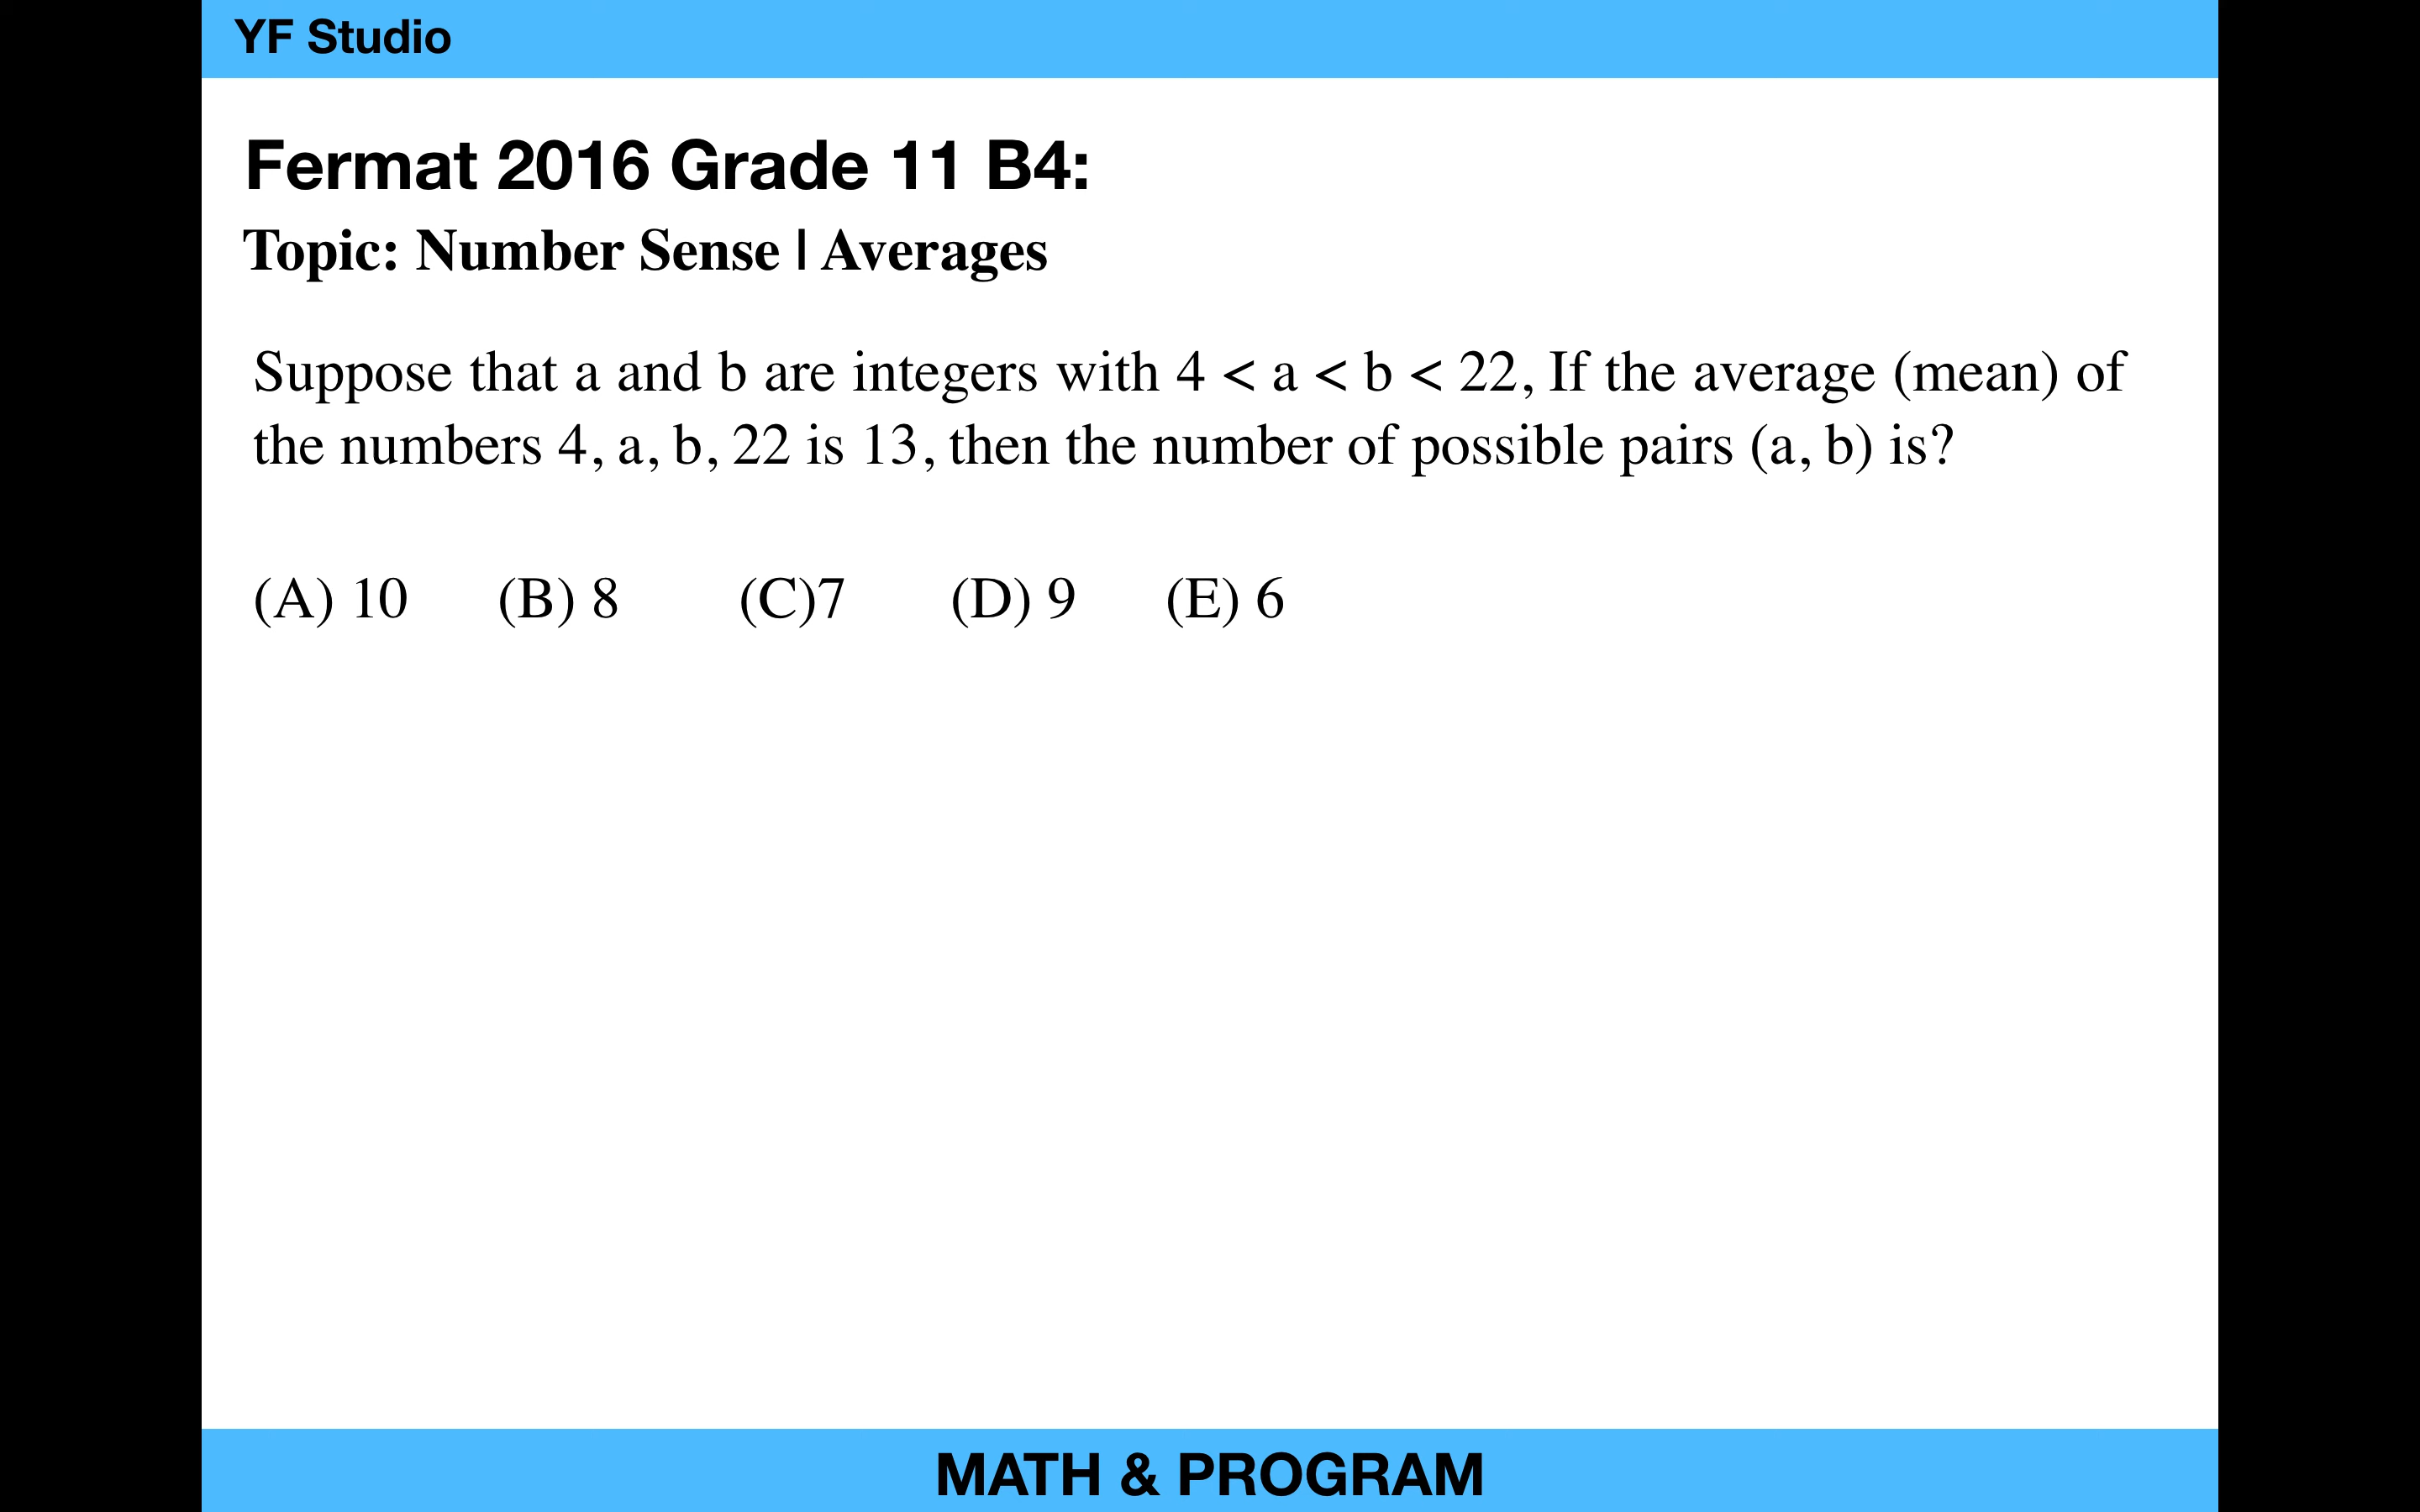 YF Studio
Fermat 2016 Grade 11 B4:
Topic: Number Sense | Averages
Suppose that a and b are integers with 4 < a < b < 22, If the average (mean) of
the numbers 4, a, b, 22 is 13, then the number of possible pairs (a, b) is?
(A) 10 (B) 8 (C)7 (D) 9 (E) 6
MATH & PROGRAM